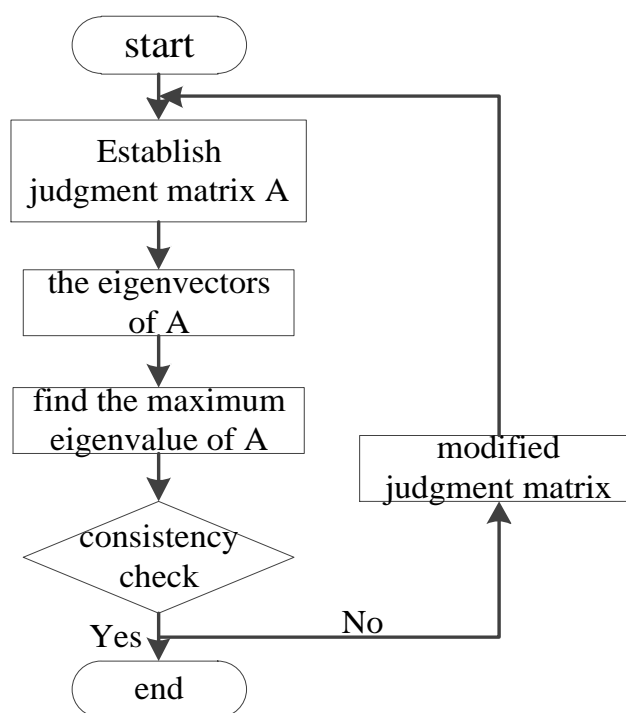 start
Establish
judgment matrix A
the eigenvectors
of A
find the maximum
eigenvalue of A
modified
judgment matrix
consistency
check
Yes
No
end